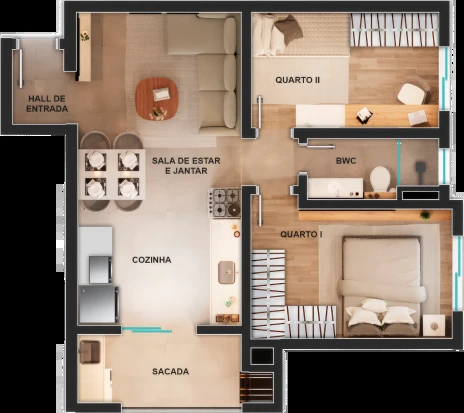 QUARTO II
HALL DE
ENTRADA
SALA DE ESTAR
E JANTAR
BWC
QUARTO I
COZINHA
SACADA